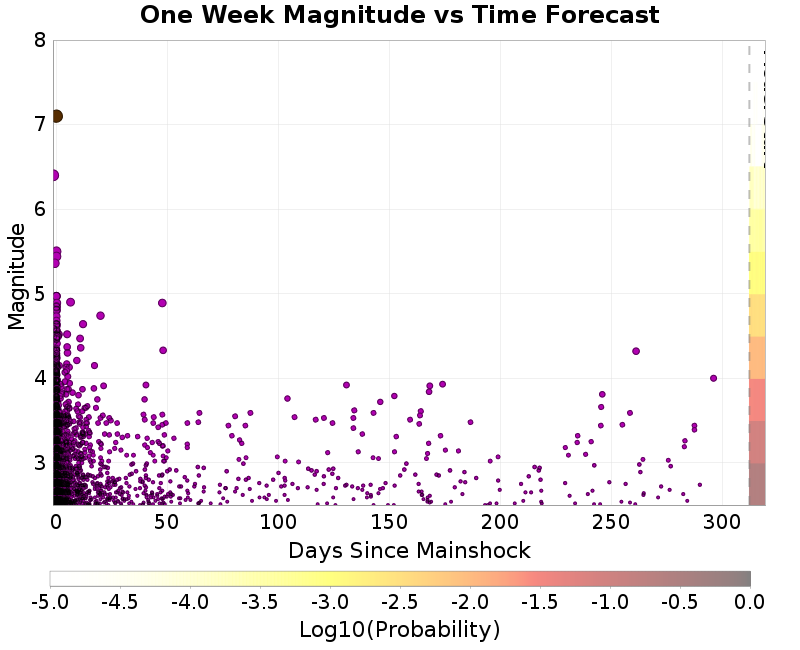 One Week Magnitude vs Time Forecast
8
7
6
5
4
3
Magnitude
0 50 100 150 200 250 300
Days Since Mainshock
-5.0 -4.5 -4.0 -3.5 -3.0 -2.5 -2.0 -1.5 -1.0 -0.5 0.0
Log10(Probability)